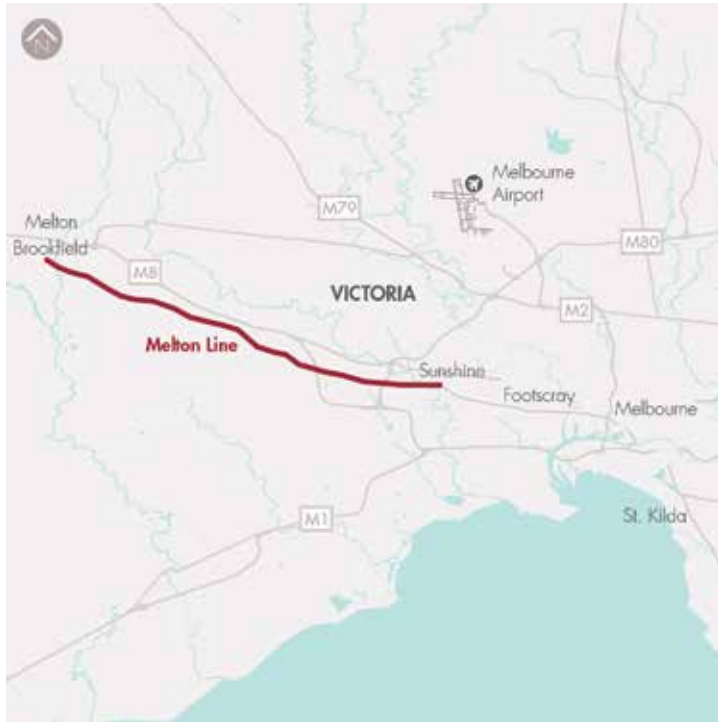 N
Melbourne
Airport
M79
Melton
Brookfield
M80
M8
VICTORIA
M2
Melton Line
Sunshine
Footscray
Melbourne
M1
St. Kilda